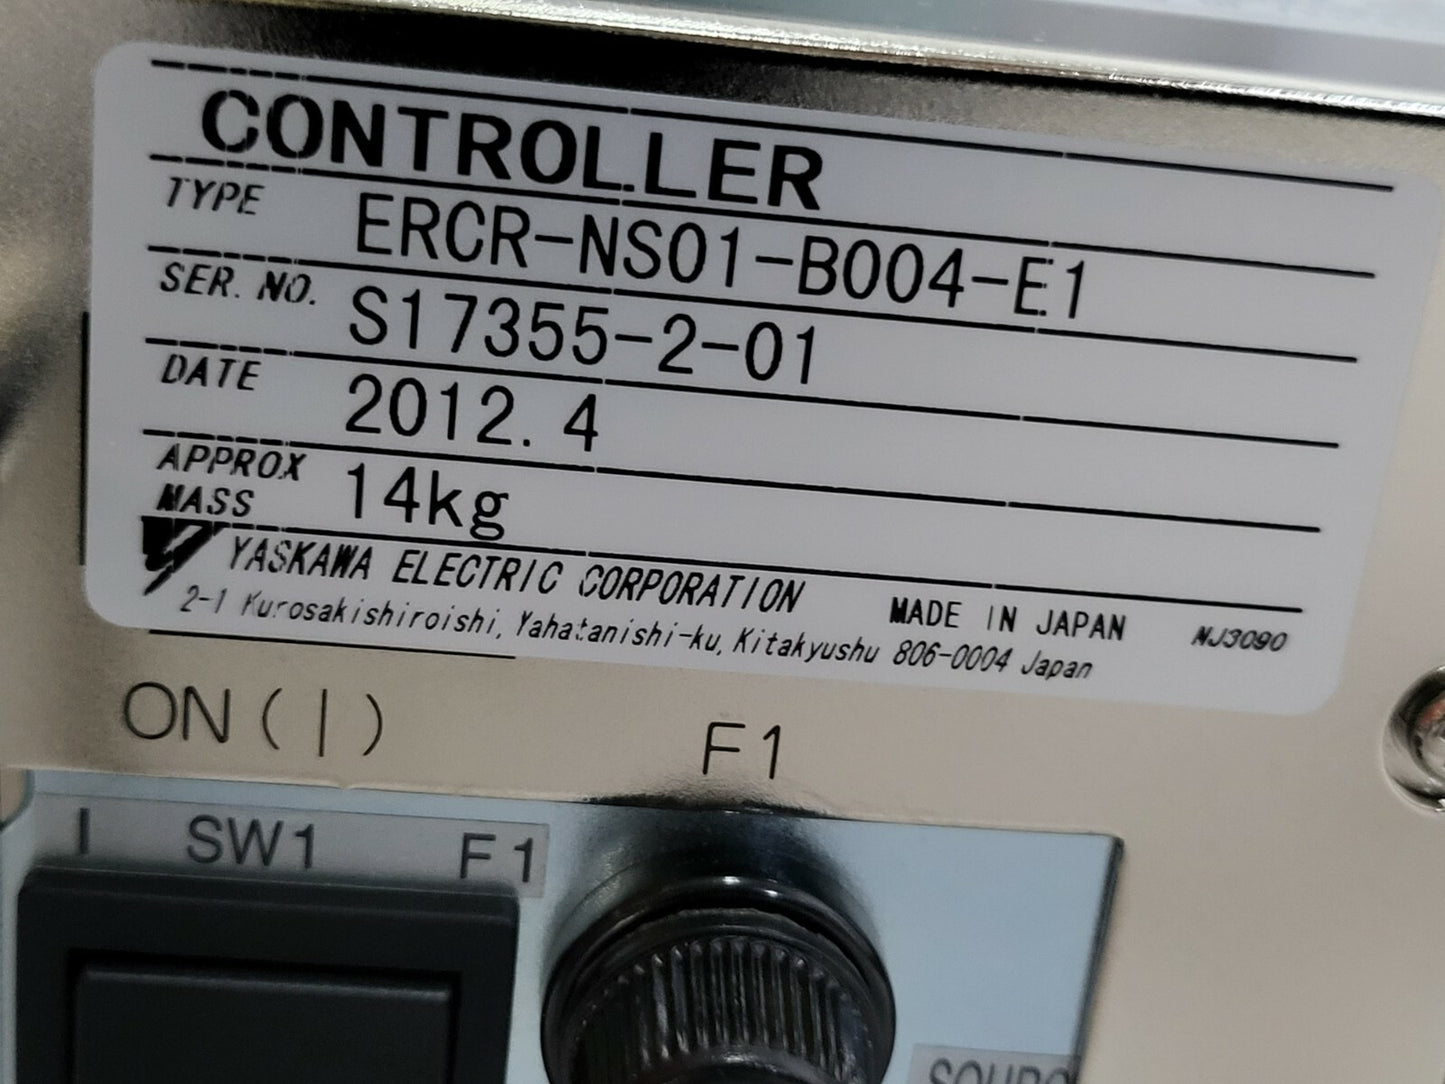 CONTROLLER
TYPE ERCR-NS01-B004-E1
SER. NO. S17355-2-01
DATE 2012. 4
APPROX MASS 14kg
YASKAWA ELECTRIC CORPORATION MADE IN JAPAN NJ3090
2-1 Kurosakishiroishi, Yahatanishi-ku, Kitakyushu 806-0004 Japan
ON ( | ) F1
| SW1 F1